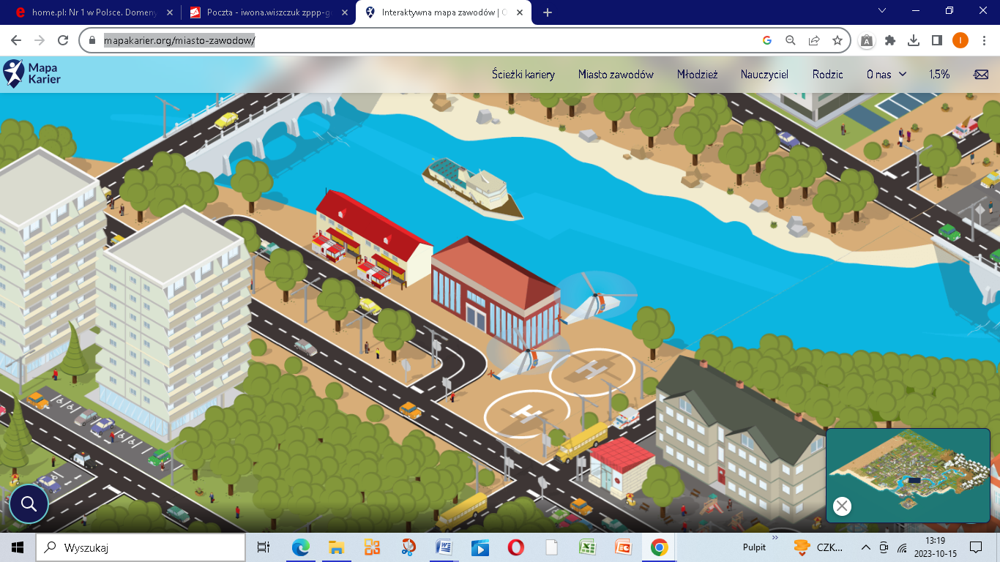 home.pl: Nr 1 w Polsce. Domeny
Poczta - iwona.wiszczuk zppp-g
Interaktywna mapa zawodów | O
mapakarier.org/miasto-zawodow/
A
I
Mapa
Karier
Ścieżki kariery
Miasto zawodów
Młodzież
Nauczyciel
Rodzic
O nas
1,5%
H
H
Wyszukaj
Pulpit
CZK...
13:19
2023-10-15